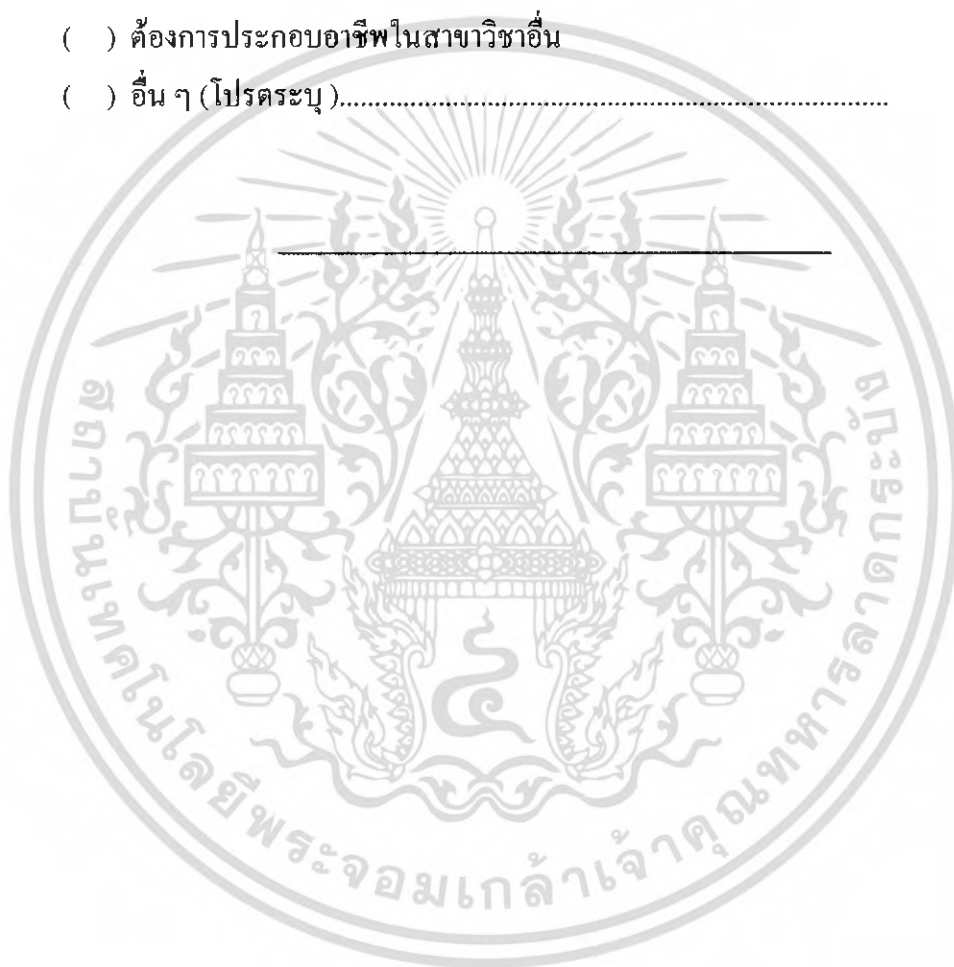 ( ) ต้องการประกอบอาชีพในสาขาวิชาอื่น
( ) อื่น ๆ (โปรตระบุ)..............................................................................
สถาบันเทคโนโลยีพระจอมเกล้าเจ้าคุณทหารลาดกระบัง
๔